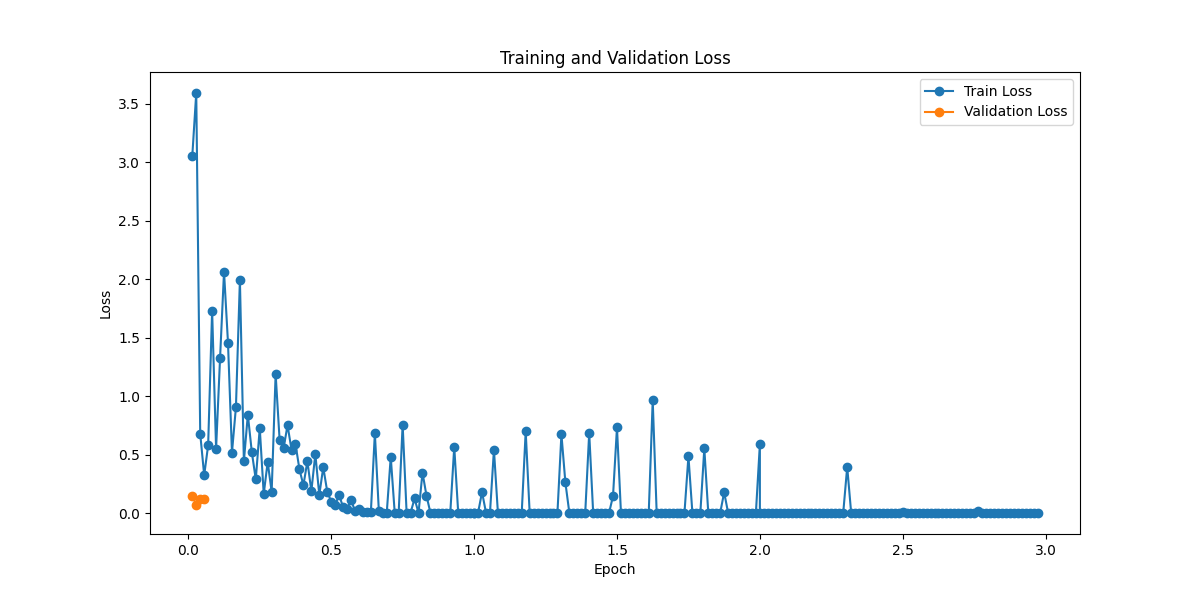 Training and Validation Loss
Train Loss
Validation Loss
3.5
3.0
2.5
2.0
1.5
1.0
0.5
0.0
Loss
0.0 0.5 1.0 1.5 2.0 2.5 3.0
Epoch